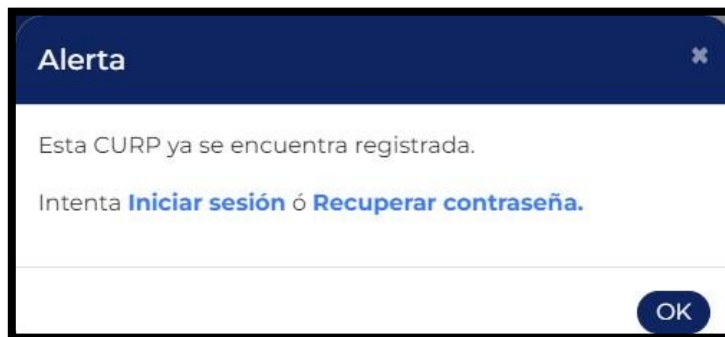 Alerta
Esta CURP ya se encuentra registrada.
Intenta Iniciar sesión ó Recuperar contraseña.
OK